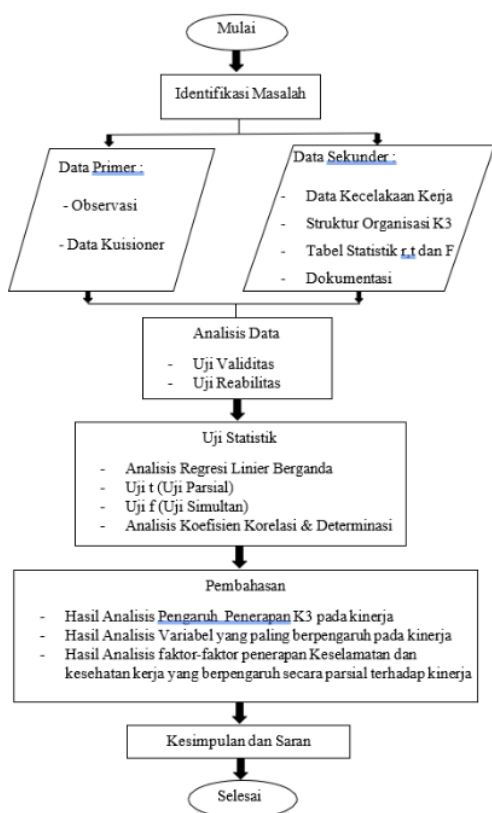 Mulai
Identifikasi Masalah
Data Primer :
- Observasi
- Data Kuisioner
Data Sekunder :
- Data Kecelakaan Kerja
- Struktur Organisasi K3
- Tabel Statistik r,t dan F
- Dokumentasi
Analisis Data
- Uji Validitas
- Uji Reabilitas
Uji Statistik
- Analisis Regresi Linier Berganda
- Uji t (Uji Parsial)
- Uji f (Uji Simultan)
- Analisis Koefisien Korelasi & Determinasi
Pembahasan
- Hasil Analisis Pengaruh Penerapan K3 pada kinerja
- Hasil Analisis Variabel yang paling berpengaruh pada kinerja
- Hasil Analisis faktor-faktor penerapan Keselamatan dan
kesehatan kerja yang berpengaruh secara parsial terhadap kinerja
Kesimpulan dan Saran
Selesai